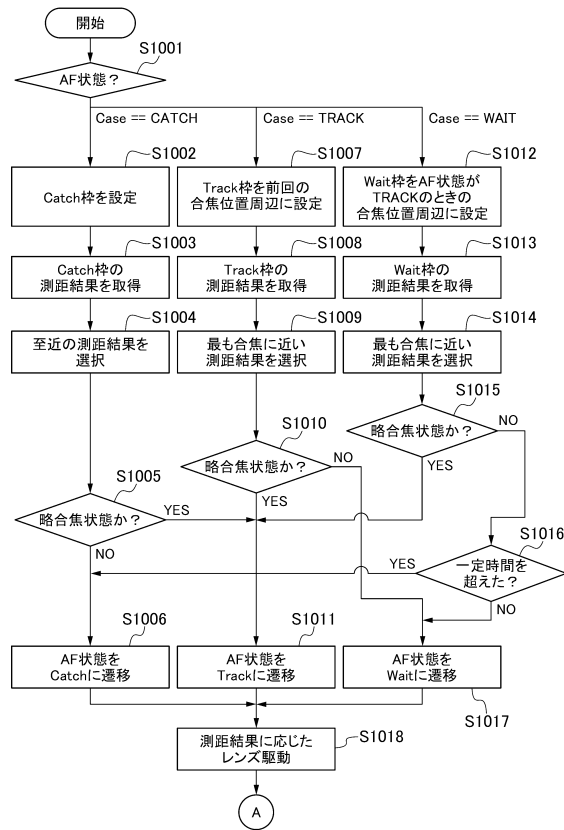 開始
S1001
AF状態？
Case == CATCH
Case == TRACK
Case == WAIT
S1002
Catch枠を設定
S1007
Track枠を前回の
合焦位置周辺に設定
S1012
Wait枠をAF状態が
TRACKのときの
合焦位置周辺に設定
S1003
Catch枠の
測距結果を取得
S1008
Track枠の
測距結果を取得
S1013
Wait枠の
測距結果を取得
S1004
至近の測距結果を
選択
S1009
最も合焦に近い
測距結果を選択
S1014
最も合焦に近い
測距結果を選択
S1015
略合焦状態か？
NO
YES
S1010
略合焦状態か？
NO
YES
S1005
略合焦状態か？
YES
NO
S1016
一定時間を
超えた？
YES
NO
S1006
AF状態を
Catchに遷移
S1011
AF状態を
Trackに遷移
AF状態を
Waitに遷移
S1017
S1018
測距結果に応じた
レンズ駆動
A